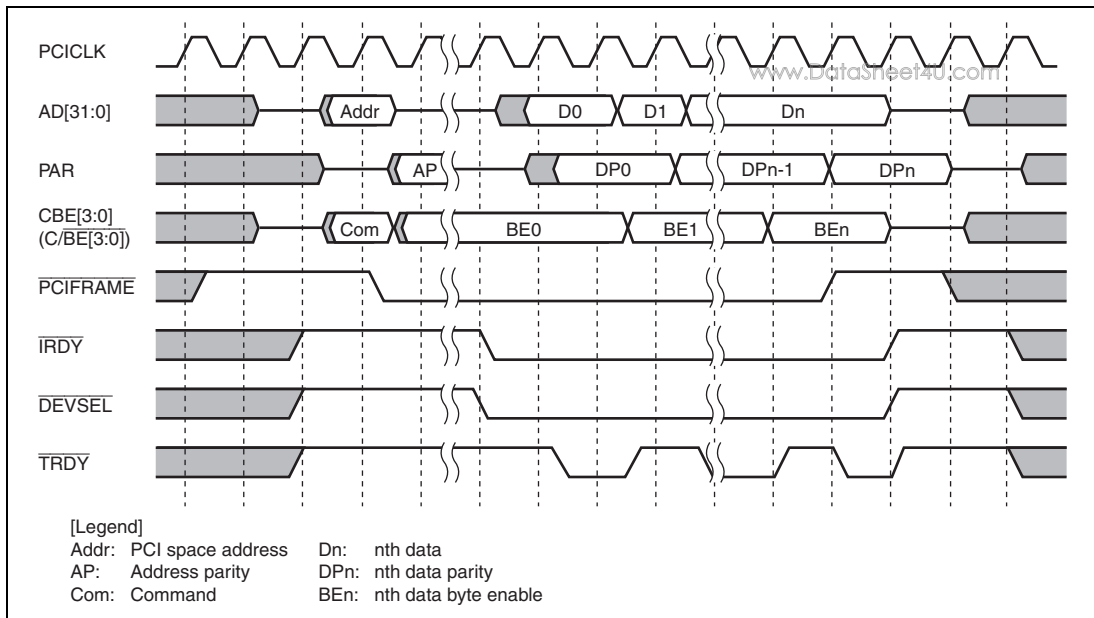 PCICLK
www.DataSheet4U.com
AD[31:0] Addr D0 D1 Dn
PAR AP DP0 DPn-1 DPn
CBE[3:0]
(C/BE[3:0]) Com BE0 BE1 BEn
PCIFRAME
IRDY
DEVSEL
TRDY
[Legend]
Addr: PCI space address Dn: nth data
AP: Address parity DPn: nth data parity
Com: Command BEn: nth data byte enable